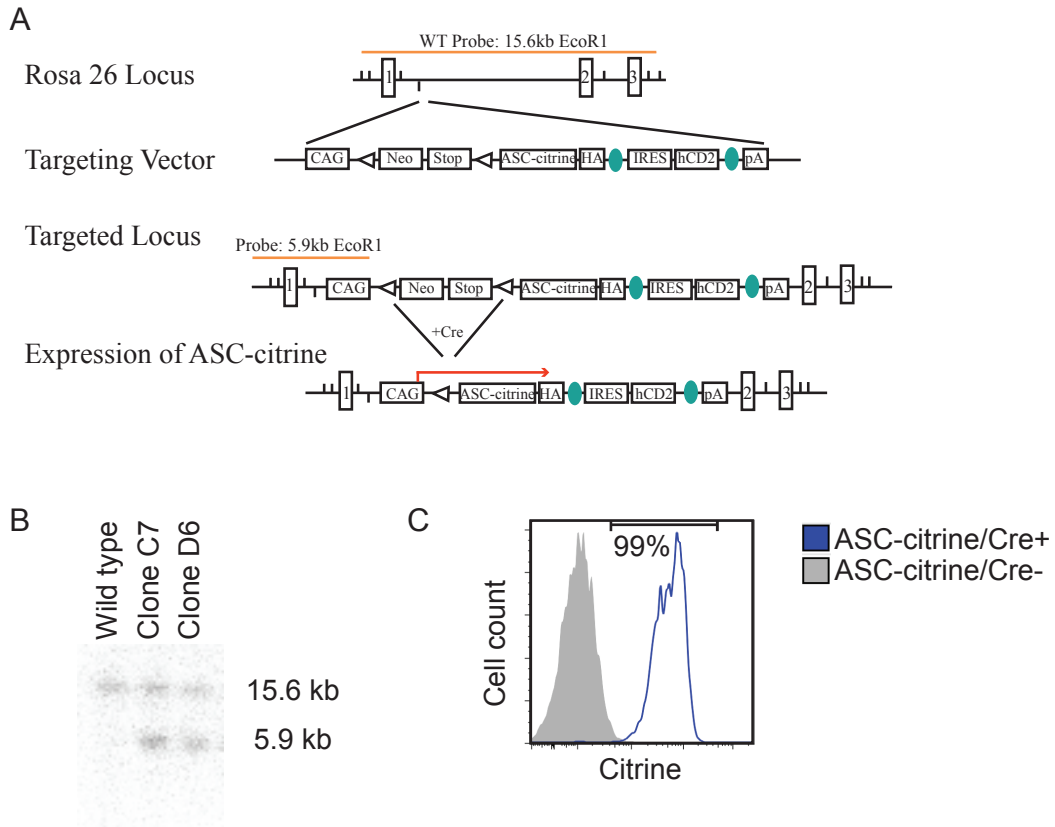 A
WT Probe: 15.6kb EcoR1
Rosa 26 Locus
1 2 3
Targeting Vector
CAG Neo Stop ASC-citrine HA IRES hCD2 pA
Targeted Locus
Probe: 5.9kb EcoR1
1 CAG Neo Stop ASC-citrine HA IRES hCD2 pA 2 3
+Cre
Expression of ASC-citrine
1 CAG ASC-citrine HA IRES hCD2 pA 2 3
B
Wild type
Clone C7
Clone D6
15.6 kb
5.9 kb
C
99%
Cell count
Citrine
ASC-citrine/Cre+
ASC-citrine/Cre-